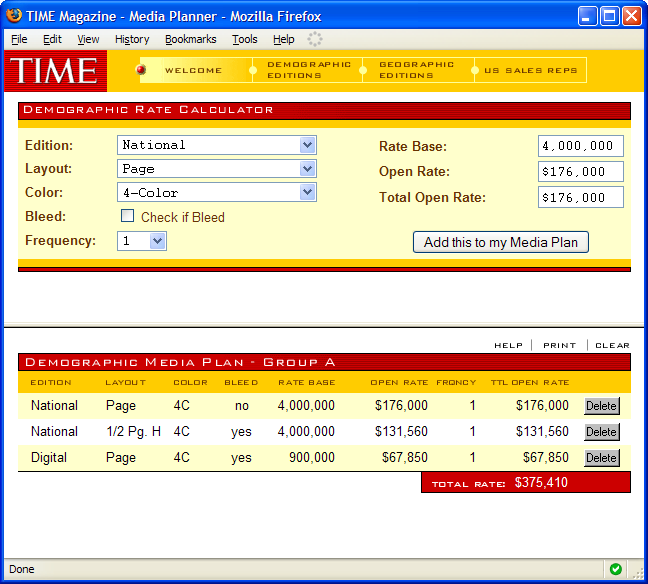 TIME Magazine - Media Planner - Mozilla Firefox
File Edit View History Bookmarks Tools Help
TIME WELCOME DEMOGRAPHIC EDITIONS GEOGRAPHIC EDITIONS US SALES REPS
DEMOGRAPHIC RATE CALCULATOR
Edition: National Rate Base: 4,000,000
Layout: Page Open Rate: $176,000
Color: 4-Color Total Open Rate: $176,000
Bleed: Check if Bleed
Frequency: 1 Add this to my Media Plan
HELP | PRINT | CLEAR
DEMOGRAPHIC MEDIA PLAN - GROUP A
EDITION LAYOUT COLOR BLEED RATE BASE OPEN RATE FRQNCY TTL OPEN RATE
National Page 4C no 4,000,000 $176,000 1 $176,000 Delete
National 1/2 Pg. H 4C yes 4,000,000 $131,560 1 $131,560 Delete
Digital Page 4C yes 900,000 $67,850 1 $67,850 Delete
TOTAL RATE: $375,410
Done